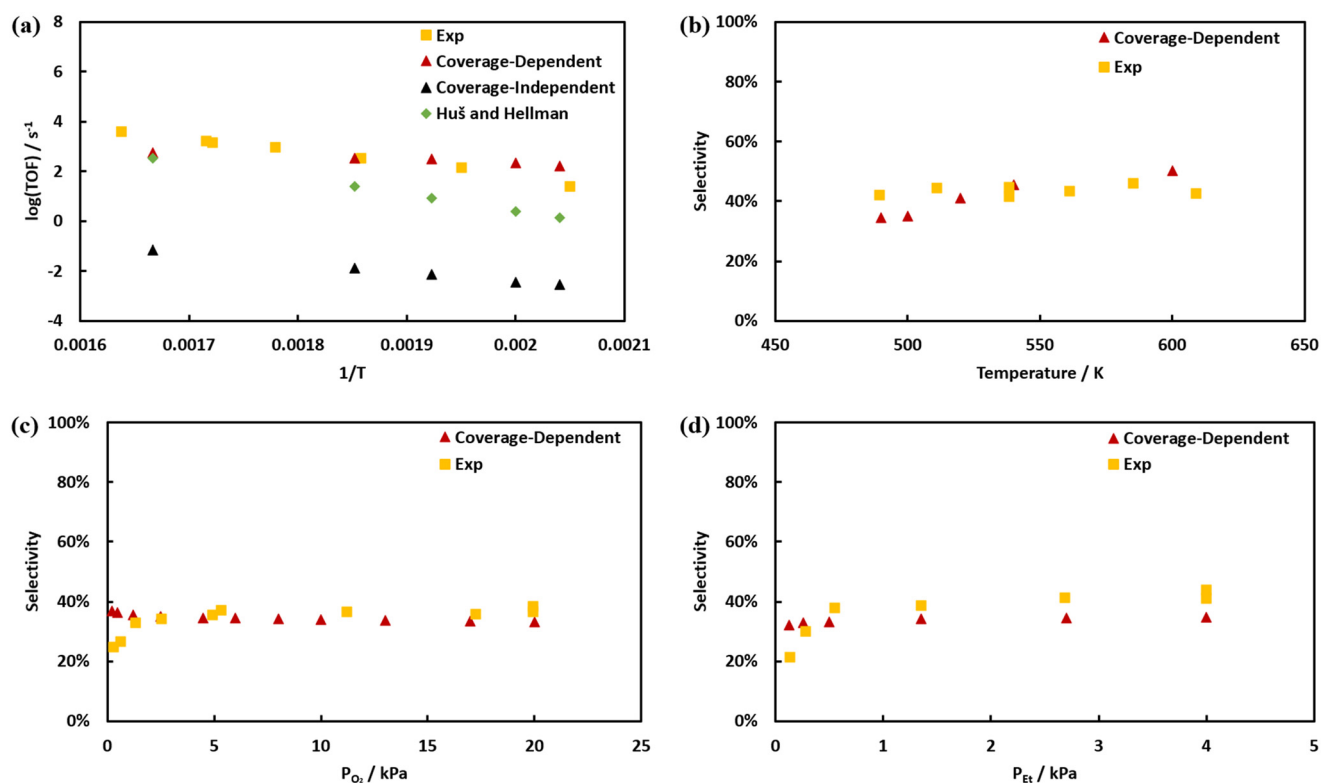 (a)
8
6
4
2
0
-2
-4
log(TOF) / s⁻¹
Exp
Coverage-Dependent
Coverage-Independent
Huš and Hellman
0.0016
0.0017
0.0018
0.0019
0.002
0.0021
1/T
(b)
100%
80%
60%
40%
20%
0%
Selectivity
Coverage-Dependent
Exp
450
500
550
600
650
Temperature / K
(c)
100%
80%
60%
40%
20%
0%
Selectivity
Coverage-Dependent
Exp
0
5
10
15
20
25
P_O₂ / kPa
(d)
100%
80%
60%
40%
20%
0%
Selectivity
Coverage-Dependent
Exp
0
1
2
3
4
5
P_Et / kPa